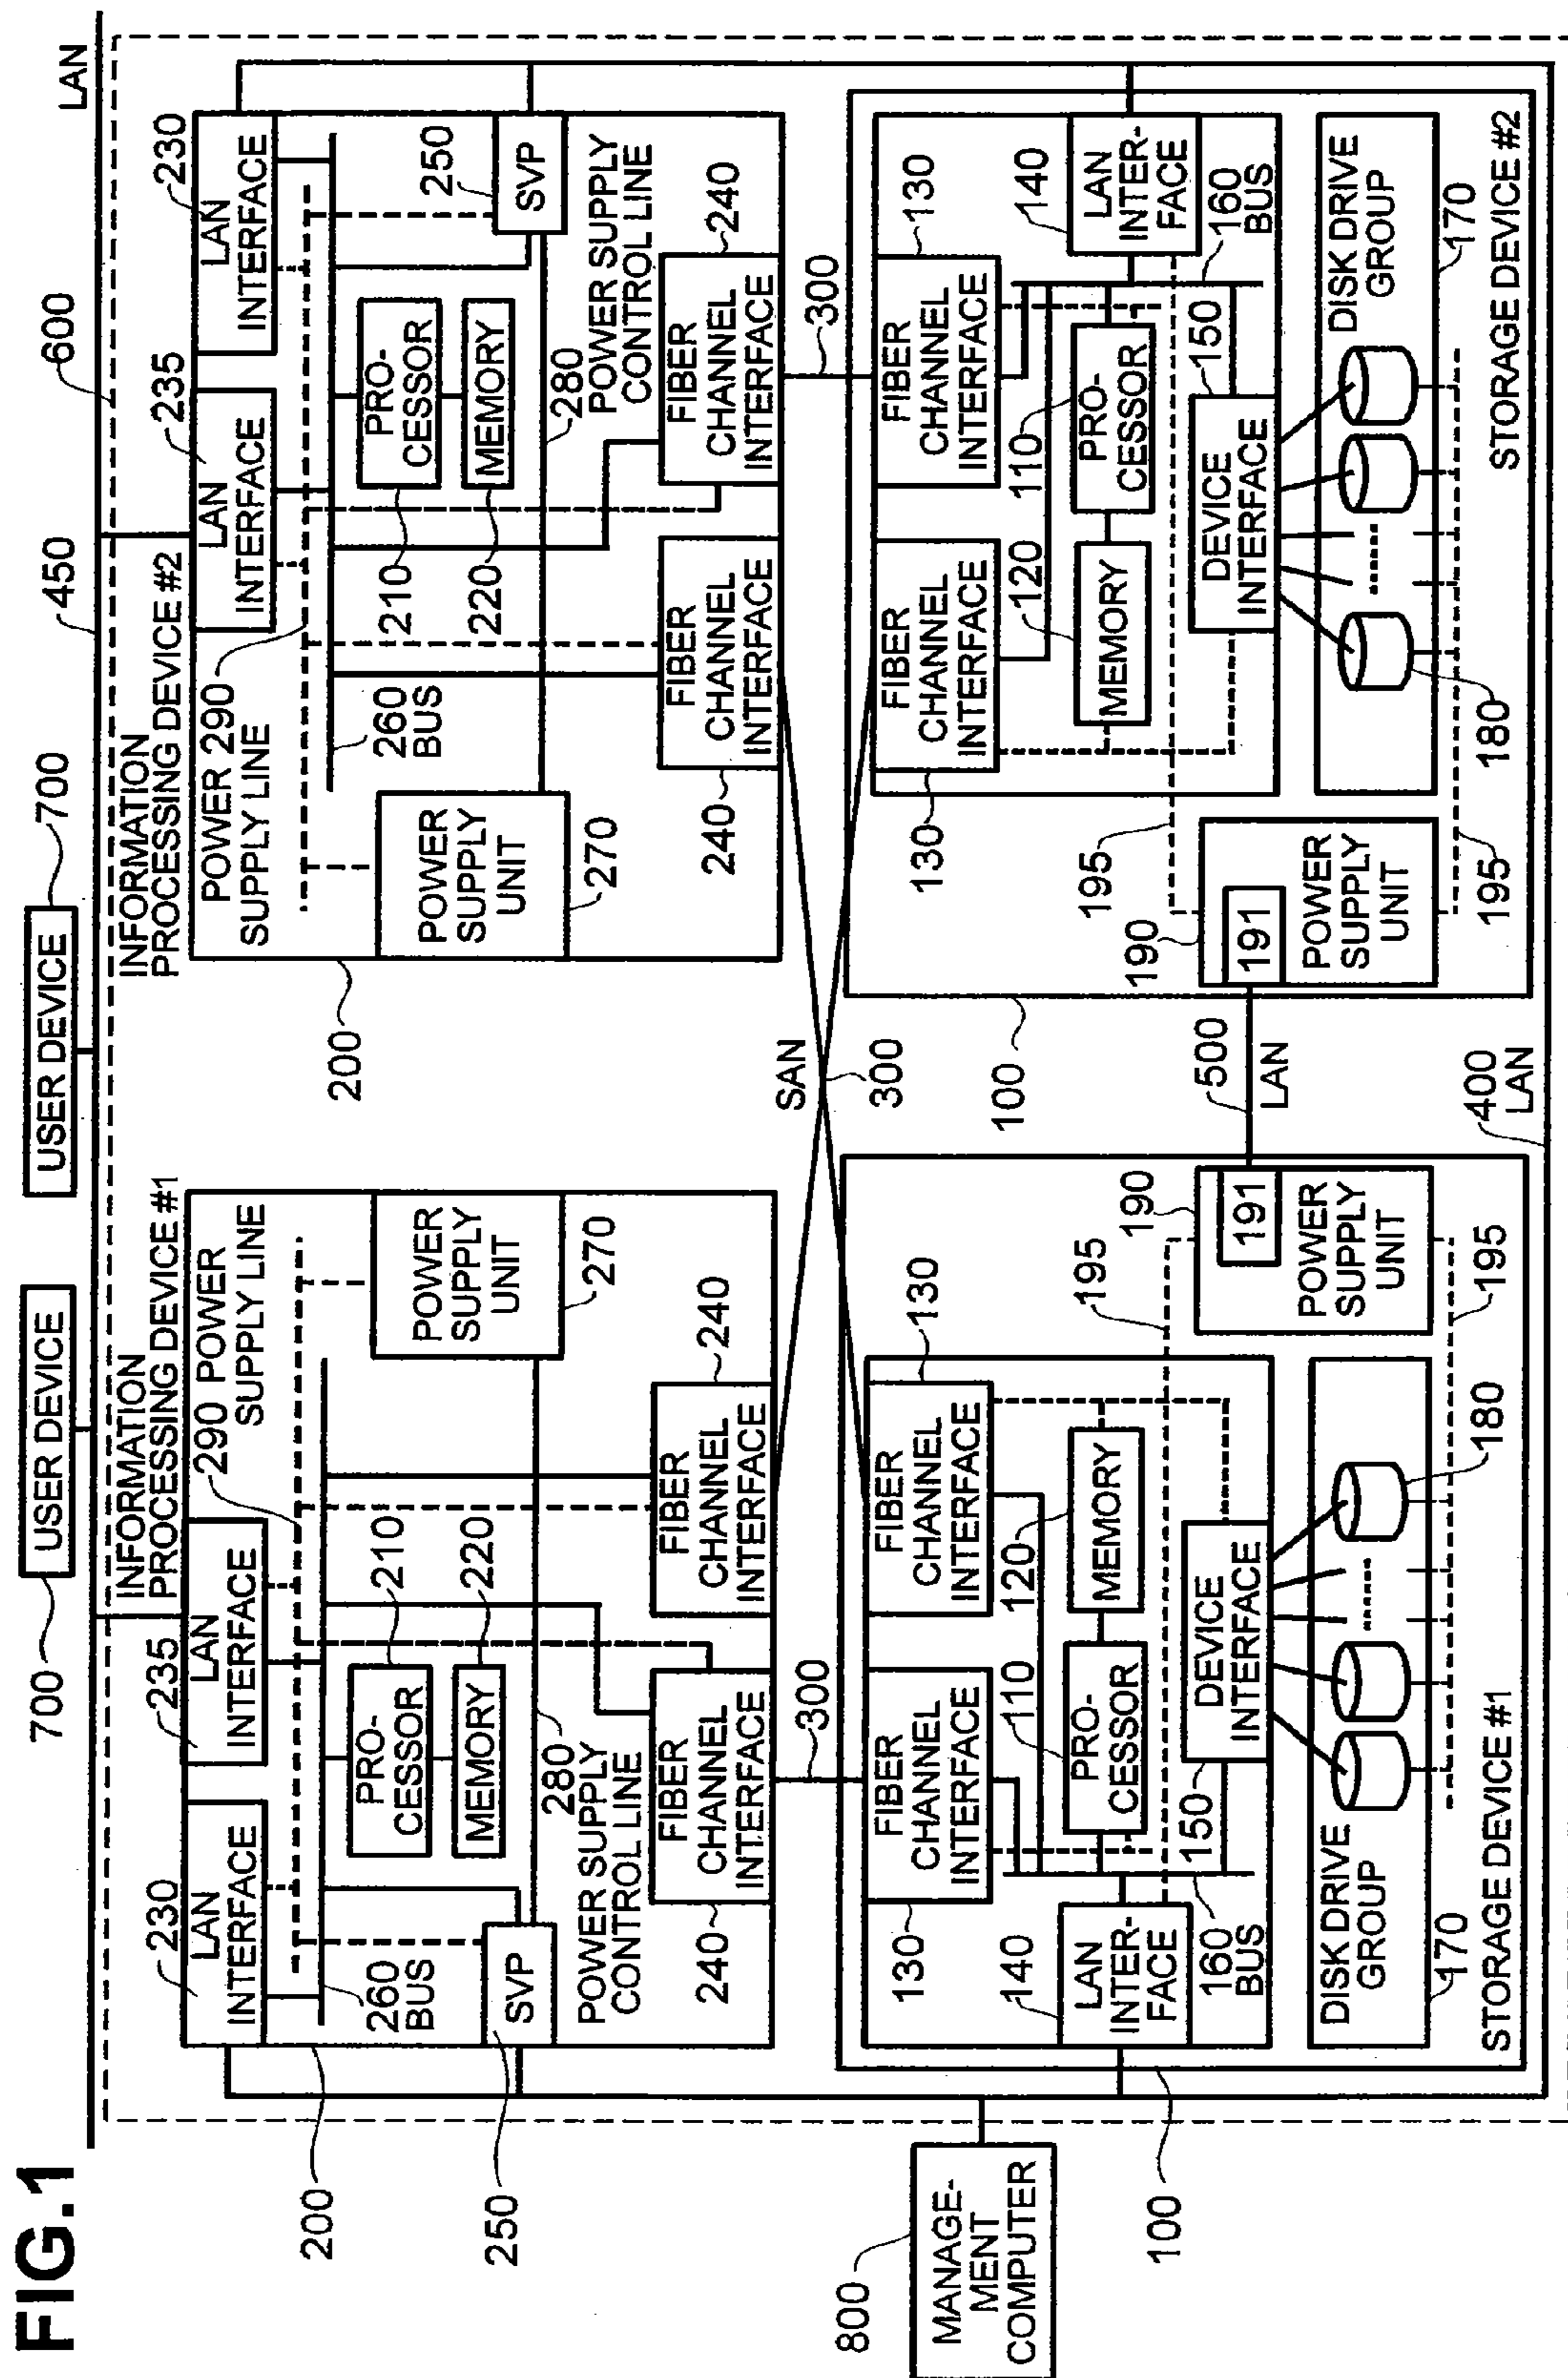 FIG.1
700
USER DEVICE
USER DEVICE
700
450
600
LAN
INFORMATION
PROCESSING DEVICE #1
230
LAN
INTERFACE
235
LAN
INTERFACE
290 POWER
SUPPLY LINE
260
BUS
PRO-
CESSOR
210
MEMORY
220
POWER
SUPPLY
UNIT
270
SVP
250
200
280
POWER SUPPLY
CONTROL LINE
240
FIBER
CHANNEL
INTERFACE
FIBER
CHANNEL
INTERFACE
240
INFORMATION
PROCESSING DEVICE #2
POWER 290
SUPPLY LINE
235
LAN
INTERFACE
230
LAN
INTERFACE
260
BUS
PRO-
CESSOR
210
MEMORY
220
POWER
SUPPLY
UNIT
270
SVP
250
200
280
POWER SUPPLY
CONTROL LINE
240
FIBER
CHANNEL
INTERFACE
FIBER
CHANNEL
INTERFACE
240
300
SAN
300
300
800
MANAGE-
MENT
COMPUTER
100
130
FIBER
CHANNEL
INTERFACE
FIBER
CHANNEL
INTERFACE
130
140
LAN
INTER-
FACE
110
PRO-
CESSOR
120
MEMORY
195
160
BUS
150
DEVICE
INTERFACE
190
191
POWER
SUPPLY
UNIT
195
DISK DRIVE
GROUP
170
180
STORAGE DEVICE #1
500
LAN
400
LAN
100
130
FIBER
CHANNEL
INTERFACE
FIBER
CHANNEL
INTERFACE
130
120
MEMORY
110
PRO-
CESSOR
140
LAN
INTER-
FACE
160
BUS
195
190
191
POWER
SUPPLY
UNIT
DEVICE
INTERFACE
150
DISK DRIVE
GROUP
170
180
195
STORAGE DEVICE #2